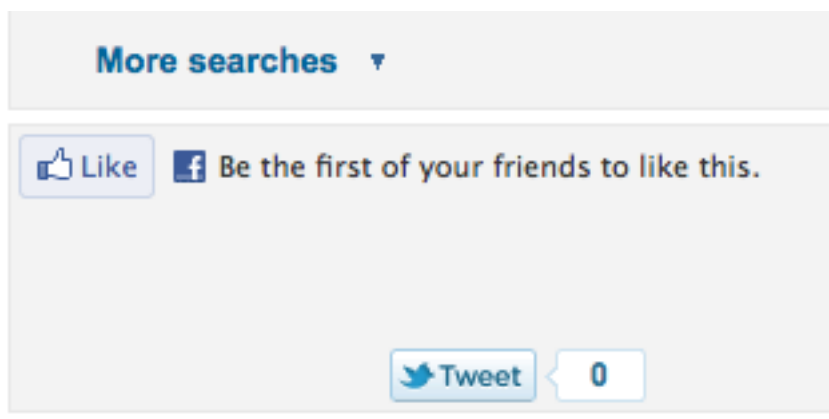 More searches
Like Be the first of your friends to like this.
Tweet 0